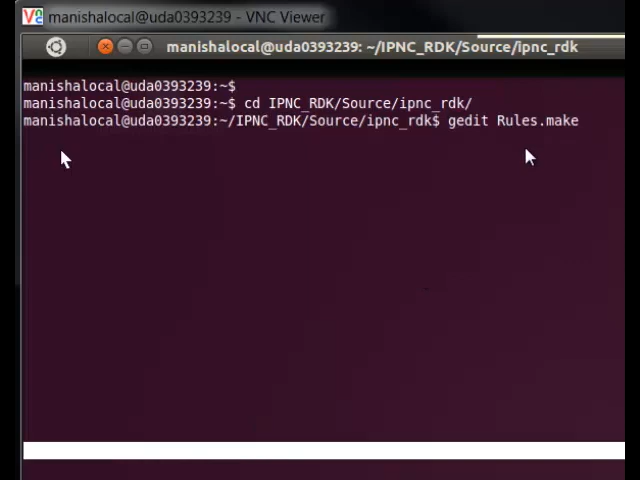 manishalocal@uda0393239 - VNC Viewer
manishalocal@uda0393239: ~/IPNC_RDK/Source/ipnc_rdk
manishalocal@uda0393239:~$
manishalocal@uda0393239:~$ cd IPNC_RDK/Source/ipnc_rdk/
manishalocal@uda0393239:~/IPNC_RDK/Source/ipnc_rdk$ gedit Rules.make